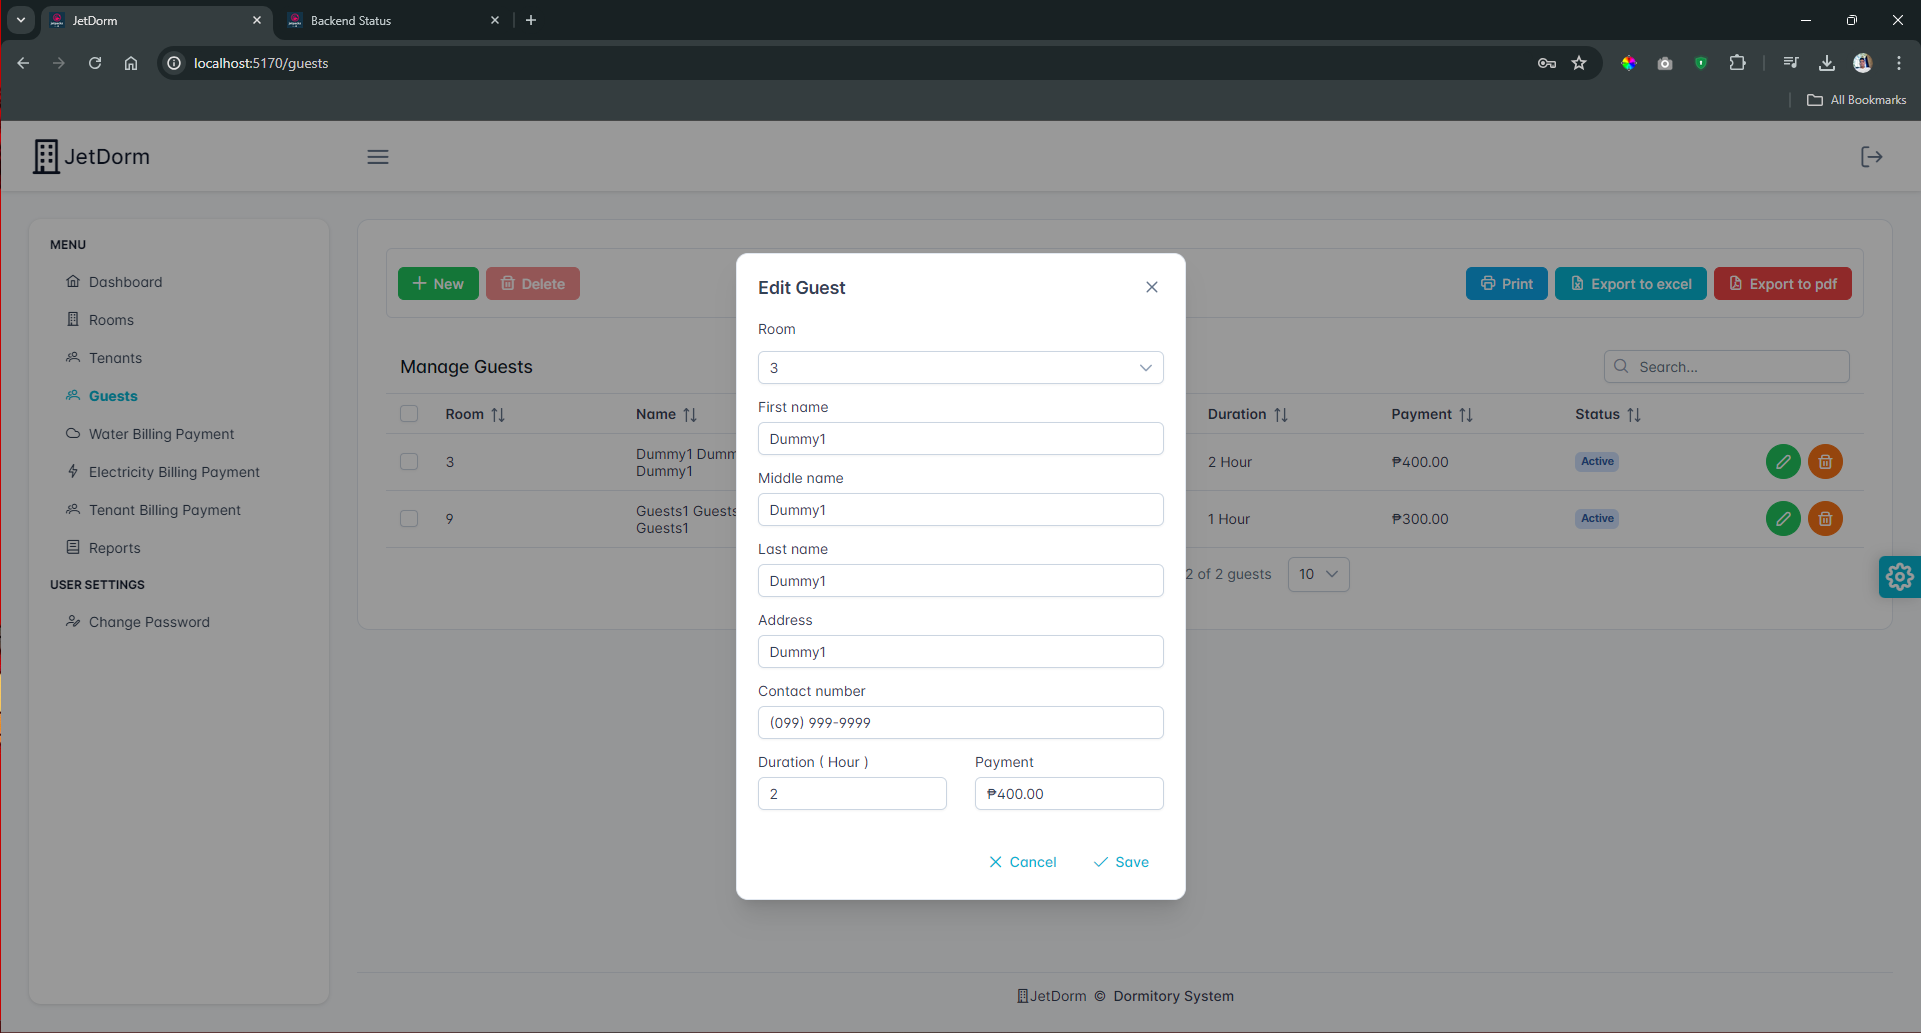 JetDorm
Backend Status
localhost:5170/guests
All Bookmarks
JetDorm
MENU
Dashboard
Rooms
Tenants
Guests
Water Billing Payment
Electricity Billing Payment
Tenant Billing Payment
Reports
USER SETTINGS
Change Password
New
Delete
Print
Export to excel
Export to pdf
Manage Guests
Search...
Room
Name
Duration
Payment
Status
3
Dummy1 Dumm
Dummy1
2 Hour
₱400.00
Active
9
Guests1 Guests
Guests1
1 Hour
₱300.00
Active
2 of 2 guests
10
Edit Guest
Room
3
First name
Dummy1
Middle name
Dummy1
Last name
Dummy1
Address
Dummy1
Contact number
(099) 999-9999
Duration ( Hour )
Payment
2
₱400.00
Cancel
Save
JetDorm © Dormitory System